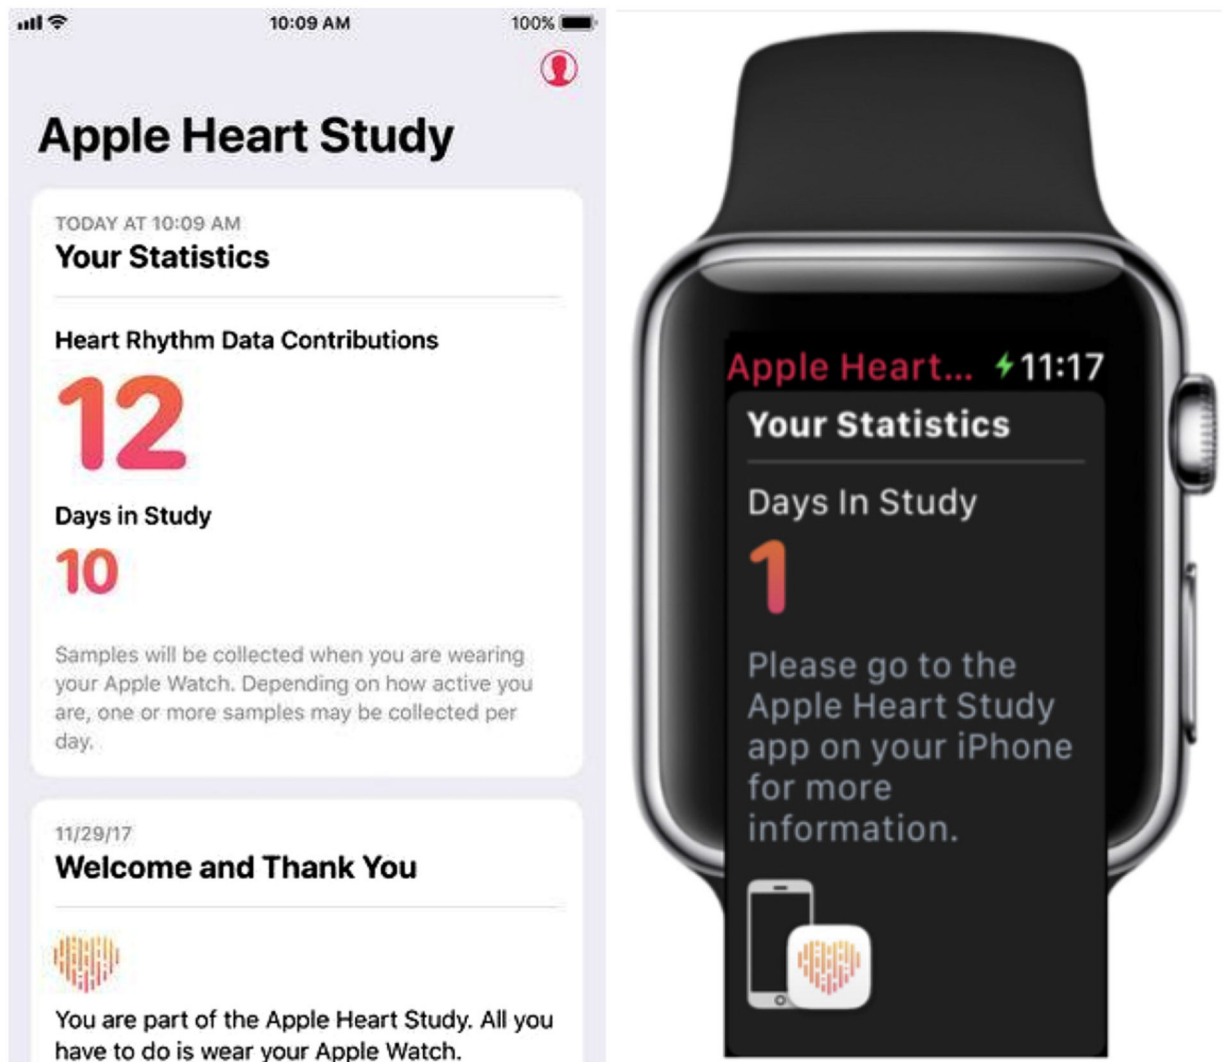 10:09 AM
100%
Apple Heart Study
TODAY AT 10:09 AM
Your Statistics
Heart Rhythm Data Contributions
12
Days in Study
10
Samples will be collected when you are wearing
your Apple Watch. Depending on how active you
are, one or more samples may be collected per
day.
11/29/17
Welcome and Thank You
You are part of the Apple Heart Study. All you
have to do is wear your Apple Watch.
Apple Heart... 11:17
Your Statistics
Days In Study
1
Please go to the
Apple Heart Study
app on your iPhone
for more
information.